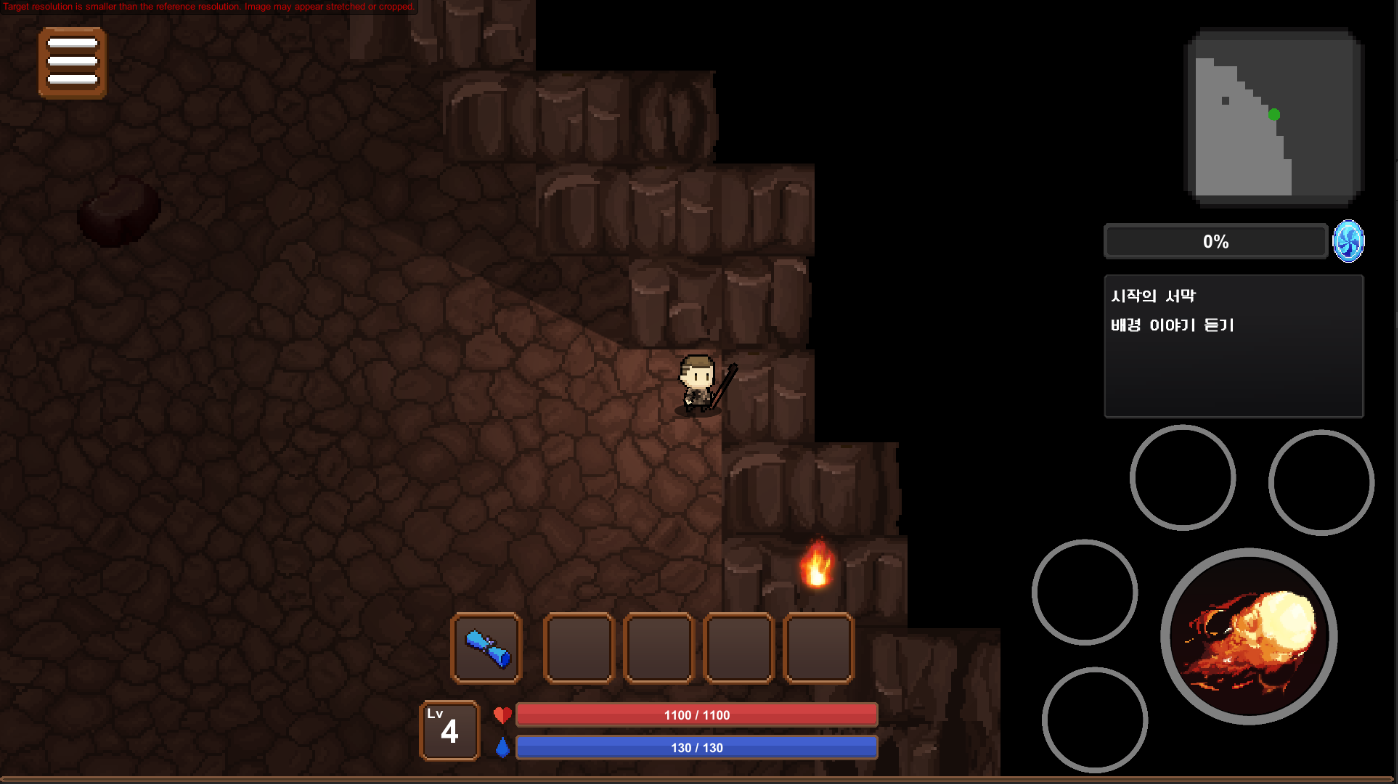 Target resolution is smaller than the reference resolution. Image may appear stretched or cropped.
0%
시작의 서막
배경 이야기 듣기
Lv
4
1100 / 1100
130 / 130